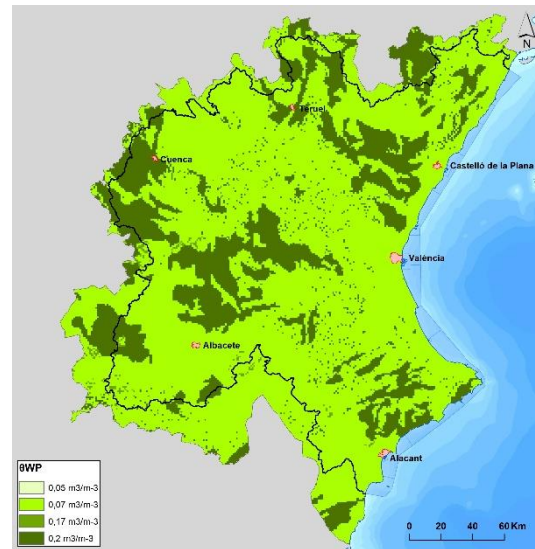 N
Teruel
Cuenca
Castelló de la Plana
València
Albacete
Alacant
θWP
0,05 m3/m-3
0,07 m3/m-3
0,17 m3/m-3
0,2 m3/m-3
0 20 40 60 Km